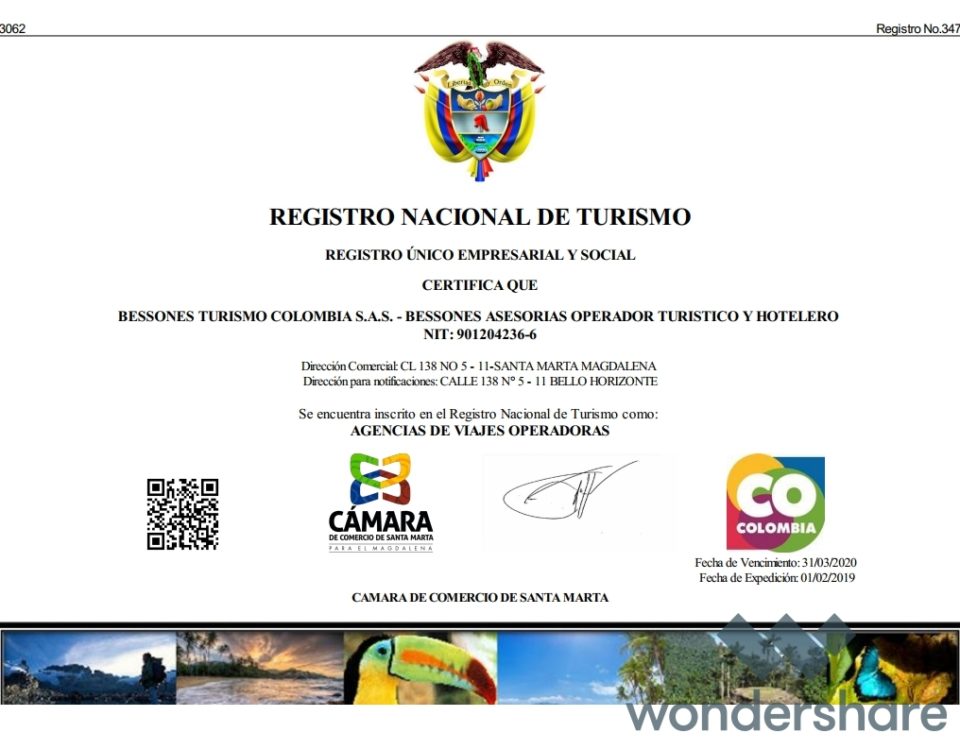 3062
Registro No.347
Libertad y Orden
REGISTRO NACIONAL DE TURISMO
REGISTRO ÚNICO EMPRESARIAL Y SOCIAL
CERTIFICA QUE
BESSONES TURISMO COLOMBIA S.A.S. - BESSONES ASESORIAS OPERADOR TURISTICO Y HOTELERO
NIT: 901204236-6
Dirección Comercial: CL 138 NO 5 - 11-SANTA MARTA MAGDALENA
Dirección para notificaciones: CALLE 138 N° 5 - 11 BELLO HORIZONTE
Se encuentra inscrito en el Registro Nacional de Turismo como:
AGENCIAS DE VIAJES OPERADORAS
CÁMARA
DE COMERCIO DE SANTA MARTA
PARA EL MAGDALENA
CO
COLOMBIA
Fecha de Vencimiento: 31/03/2020
Fecha de Expedición: 01/02/2019
CAMARA DE COMERCIO DE SANTA MARTA
wondershare